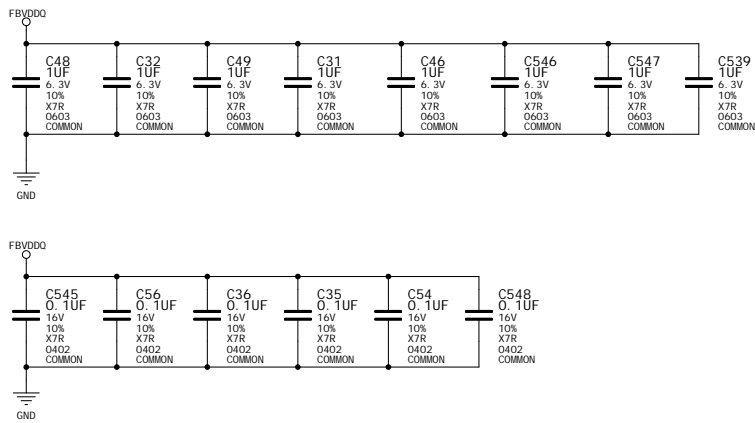 FBVDDQ
C48
1UF
6.3V
10%
X7R
0603
COMMON
C32
1UF
6.3V
10%
X7R
0603
COMMON
C49
1UF
6.3V
10%
X7R
0603
COMMON
C31
1UF
6.3V
10%
X7R
0603
COMMON
C46
1UF
6.3V
10%
X7R
0603
COMMON
C546
1UF
6.3V
10%
X7R
0603
COMMON
C547
1UF
6.3V
10%
X7R
0603
COMMON
C539
1UF
6.3V
10%
X7R
0603
COMMON
GND
FBVDDQ
C545
0.1UF
16V
10%
X7R
0402
COMMON
C56
0.1UF
16V
10%
X7R
0402
COMMON
C36
0.1UF
16V
10%
X7R
0402
COMMON
C35
0.1UF
16V
10%
X7R
0402
COMMON
C54
0.1UF
16V
10%
X7R
0402
COMMON
C548
0.1UF
16V
10%
X7R
0402
COMMON
GND